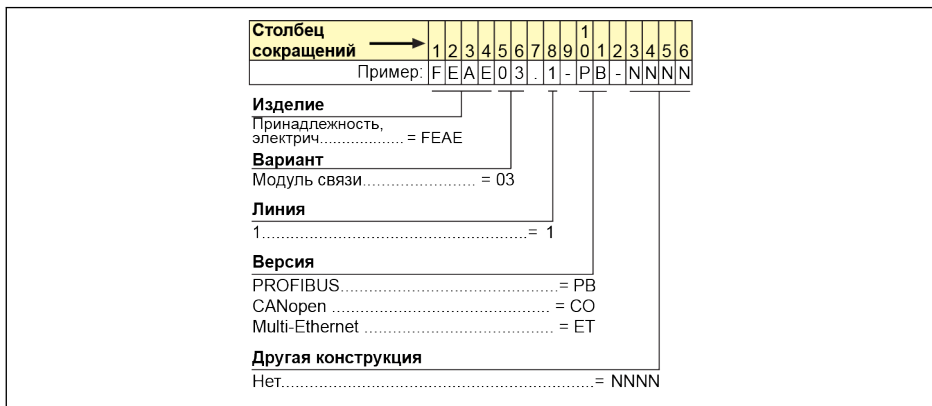 Столбец
сокращений 1 2 3 4 5 6 7 8 9 10 1 2 3 4 5 6
Пример: F E A E 0 3 . 1 - P B - N N N N
Изделие
Принадлежность,
электрич................... = FEAE
Вариант
Модуль связи........................ = 03
Линия
1.......................................................= 1
Версия
PROFIBUS..............................................= PB
CANopen ................................................ = CO
Multi-Ethernet ........................................ = ET
Другая конструкция
Нет..................................................................= NNNN